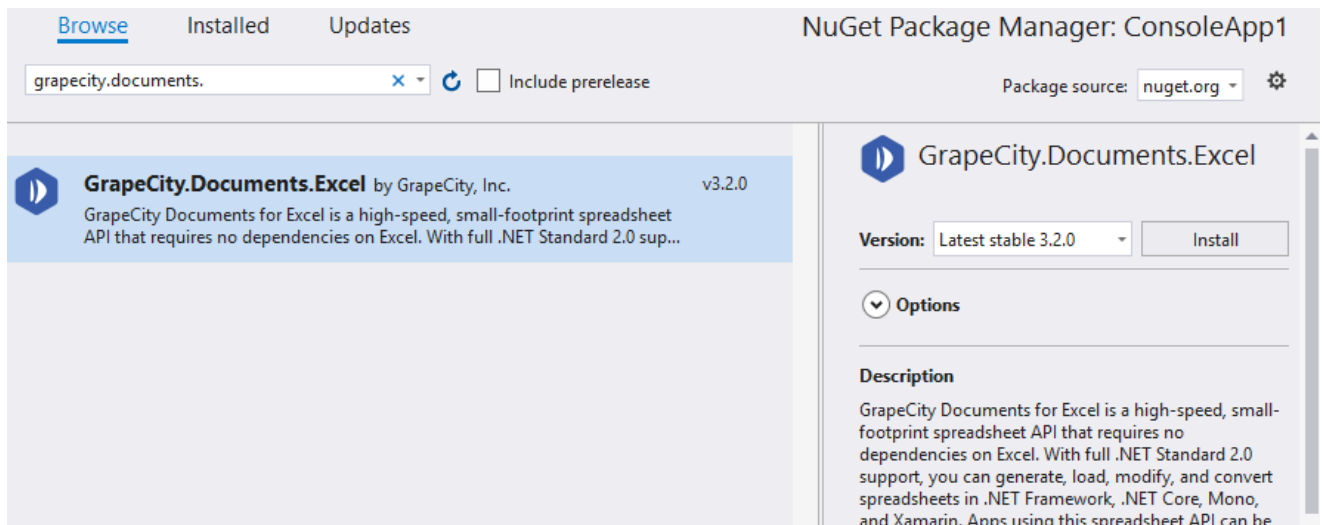 Browse Installed Updates NuGet Package Manager: ConsoleApp1
grapecity.documents. Include prerelease Package source: nuget.org
GrapeCity.Documents.Excel by GrapeCity, Inc. v3.2.0
GrapeCity Documents for Excel is a high-speed, small-footprint spreadsheet
API that requires no dependencies on Excel. With full .NET Standard 2.0 sup...
GrapeCity.Documents.Excel
Version: Latest stable 3.2.0 Install
Options
Description
GrapeCity Documents for Excel is a high-speed, small-
footprint spreadsheet API that requires no
dependencies on Excel. With full .NET Standard 2.0
support, you can generate, load, modify, and convert
spreadsheets in .NET Framework, .NET Core, Mono,
and Xamarin. Apps using this spreadsheet API can be